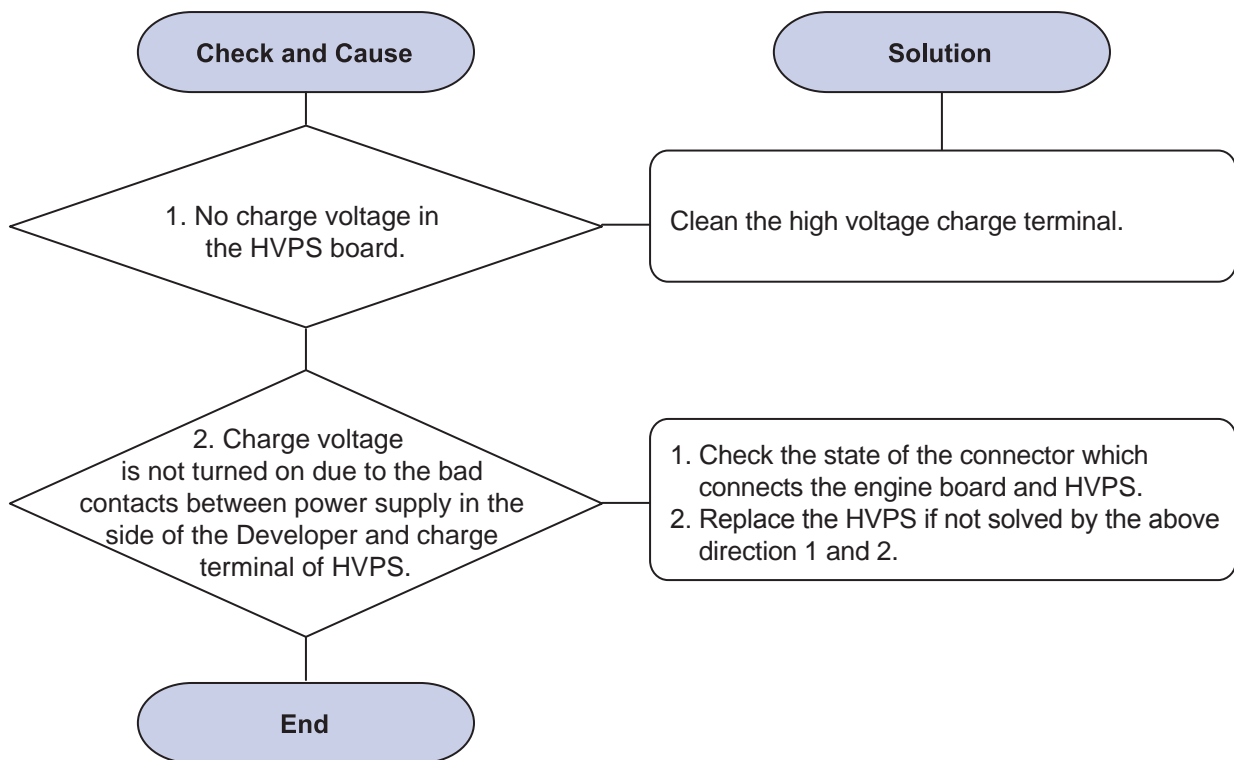 Check and Cause
Solution
1. No charge voltage in
the HVPS board.
Clean the high voltage charge terminal.
2. Charge voltage
is not turned on due to the bad
contacts between power supply in the
side of the Developer and charge
terminal of HVPS.
1. Check the state of the connector which
connects the engine board and HVPS.
2. Replace the HVPS if not solved by the above
direction 1 and 2.
End